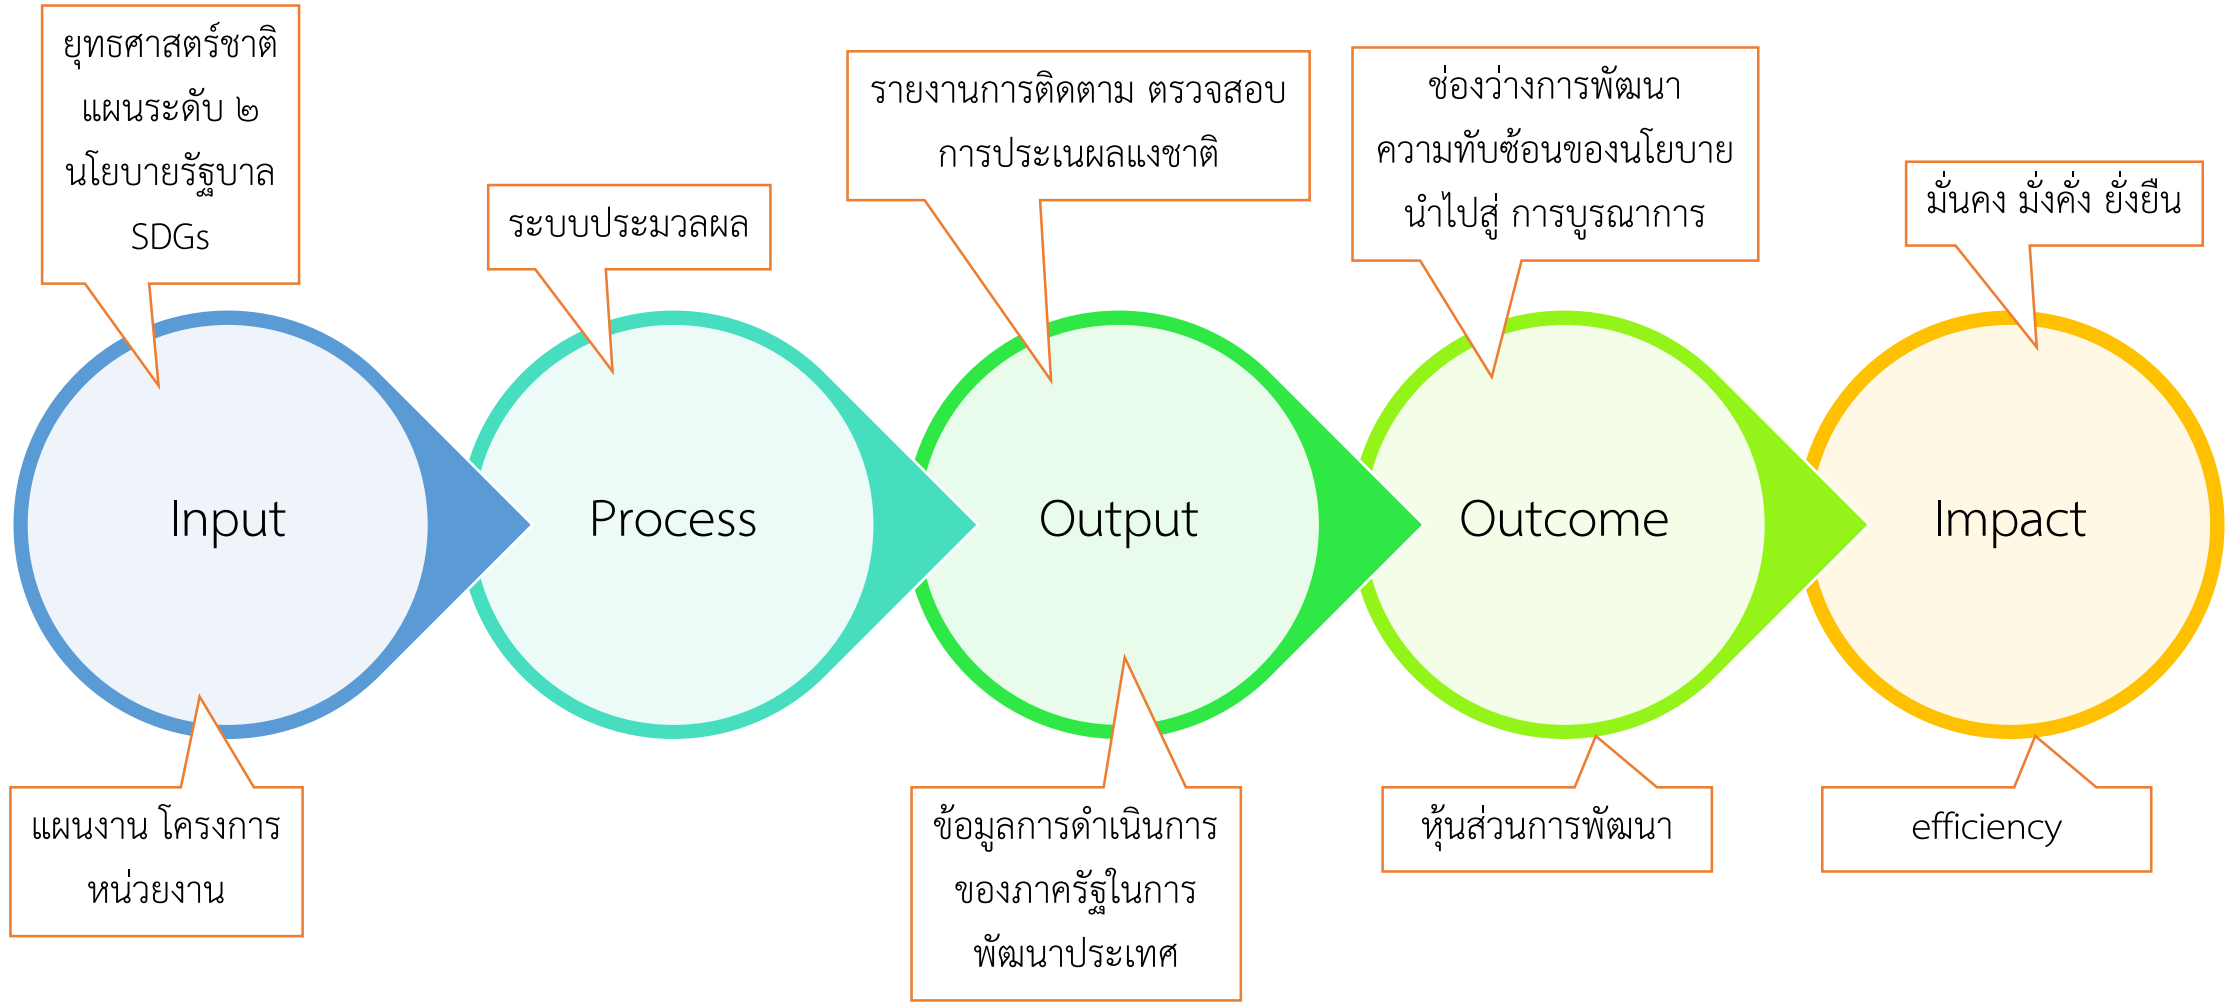 ยุทธศาสตร์ชาติ
แผนระดับ ๒
นโยบายรัฐบาล
SDGs
ระบบประมวลผล
รายงานการติดตาม ตรวจสอบ
การประเนผลแงชาติ
ช่องว่างการพัฒนา
ความทับซ้อนของนโยบาย
นำไปสู่ การบูรณาการ
มั่นคง มั่งคั่ง ยั่งยืน
Input
Process
Output
Outcome
Impact
แผนงาน โครงการ
หน่วยงาน
ข้อมูลการดำเนินการ
ของภาครัฐในการ
พัฒนาประเทศ
หุ้นส่วนการพัฒนา
efficiency